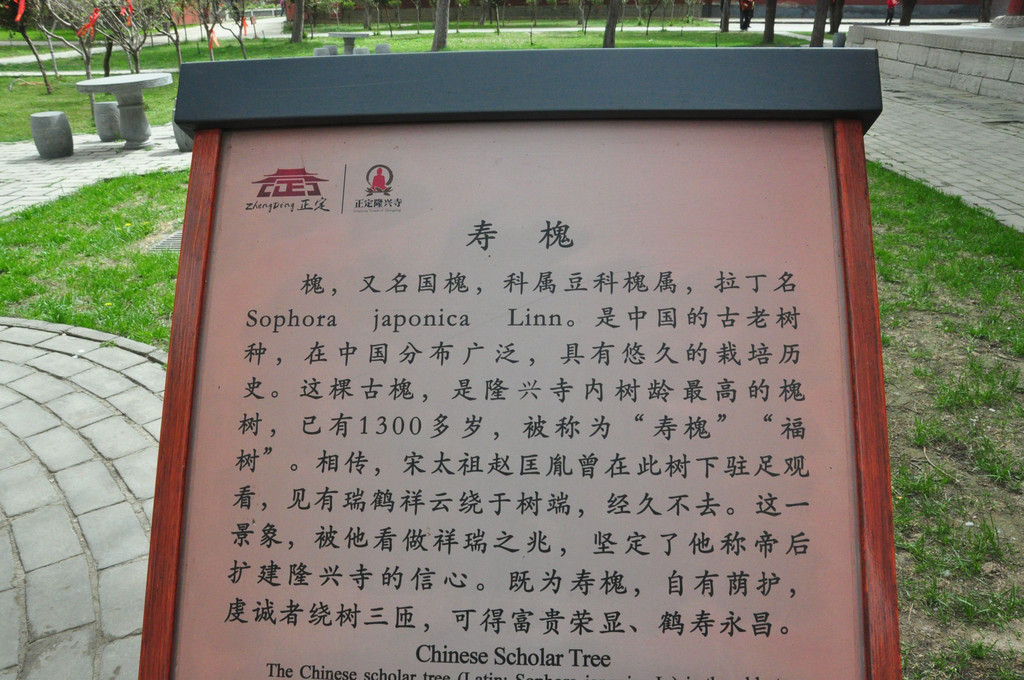 ZhengDing 正定
正定隆兴寺
寿 槐
槐，又名国槐，科属豆科槐属，拉丁名
Sophora japonica Linn。是中国的古老树
种，在中国分布广泛，具有悠久的栽培历
史。这棵古槐，是隆兴寺内树龄最高的槐
树，已有1300多岁，被称为“寿槐”“福
树”。相传，宋太祖赵匡胤曾在此树下驻足观
看，见有瑞鹤祥云绕于树端，经久不去。这一
景象，被他看做祥瑞之兆，坚定了他称帝后
扩建隆兴寺的信心。既为寿槐，自有荫护，
虔诚者绕树三匝，可得富贵荣显、鹤寿永昌。
Chinese Scholar Tree
The Chinese scholar tree (Latin: Sophora japonica L.) is the oldest